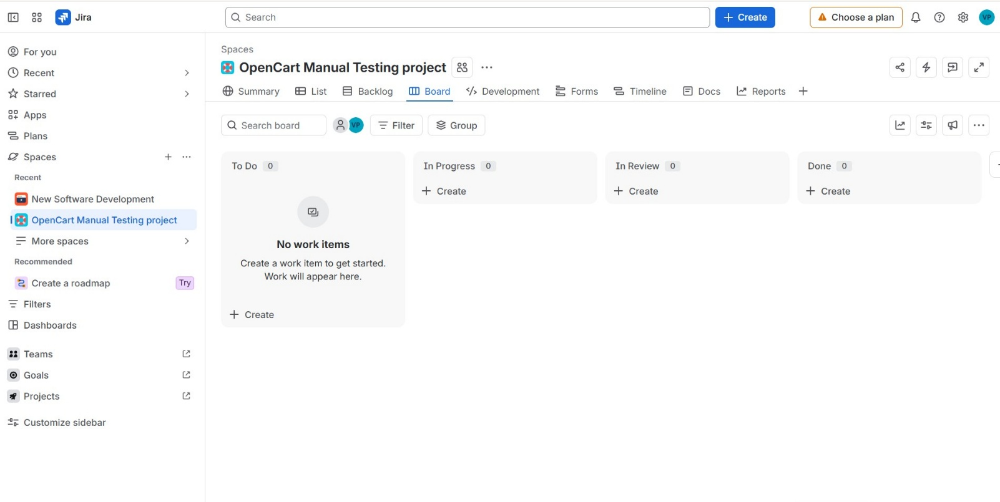 Jira
Search
+ Create
Choose a plan
VP
For you
Recent
Starred
Apps
Plans
Spaces
Recent
New Software Development
OpenCart Manual Testing project
More spaces
Recommended
Create a roadmap
Try
Filters
Dashboards
Teams
Goals
Projects
Customize sidebar
Spaces
OpenCart Manual Testing project
Summary List Backlog Board Development Forms Timeline Docs Reports +
Search board VP Filter Group
To Do 0
No work items
Create a work item to get started.
Work will appear here.
+ Create
In Progress 0
+ Create
In Review 0
+ Create
Done 0
+ Create